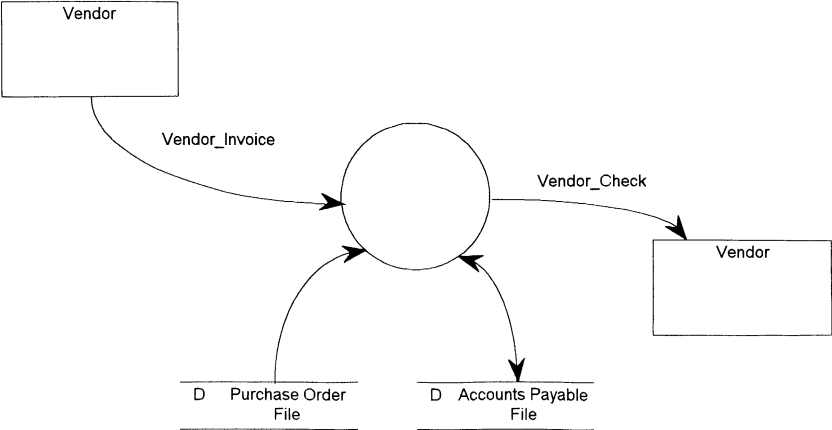 Vendor
Vendor_Invoice
Vendor_Check
Vendor
D Purchase Order
File
D Accounts Payable
File